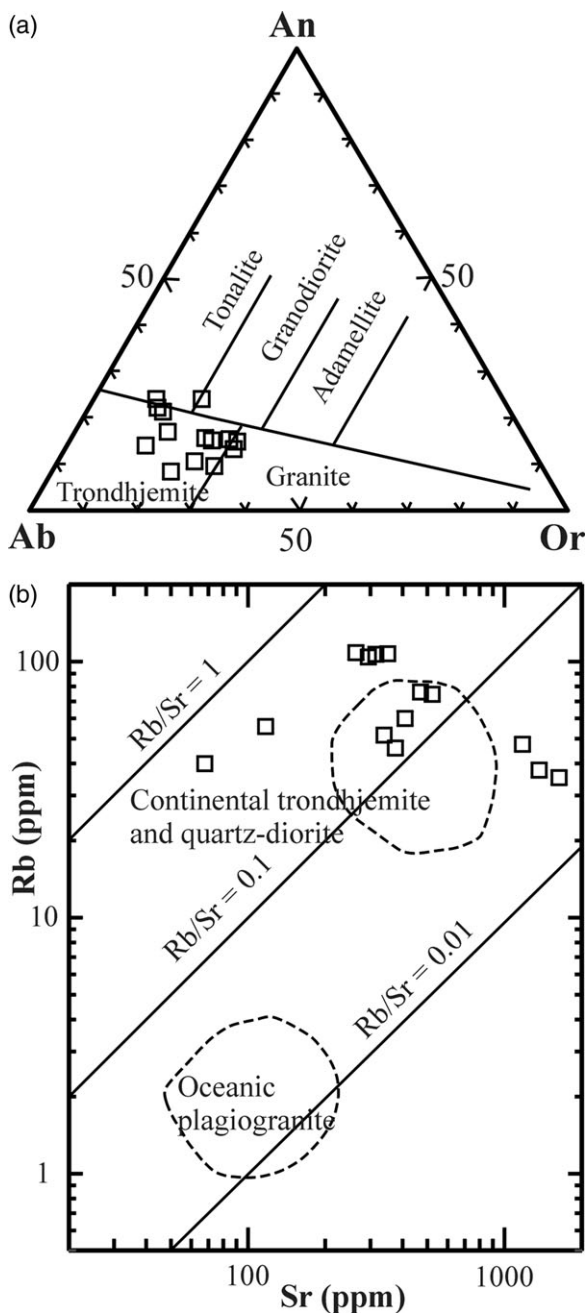 (a)
An
50
50
Tonalite
Granodiorite
Adamellite
Trondhjemite
Granite
Ab
50
Or
(b)
100
Rb/Sr = 1
Continental trondhjemite
and quartz-diorite
Rb (ppm)
10
Rb/Sr = 0.1
Rb/Sr = 0.01
Oceanic
plagiogranite
1
100
1000
Sr (ppm)